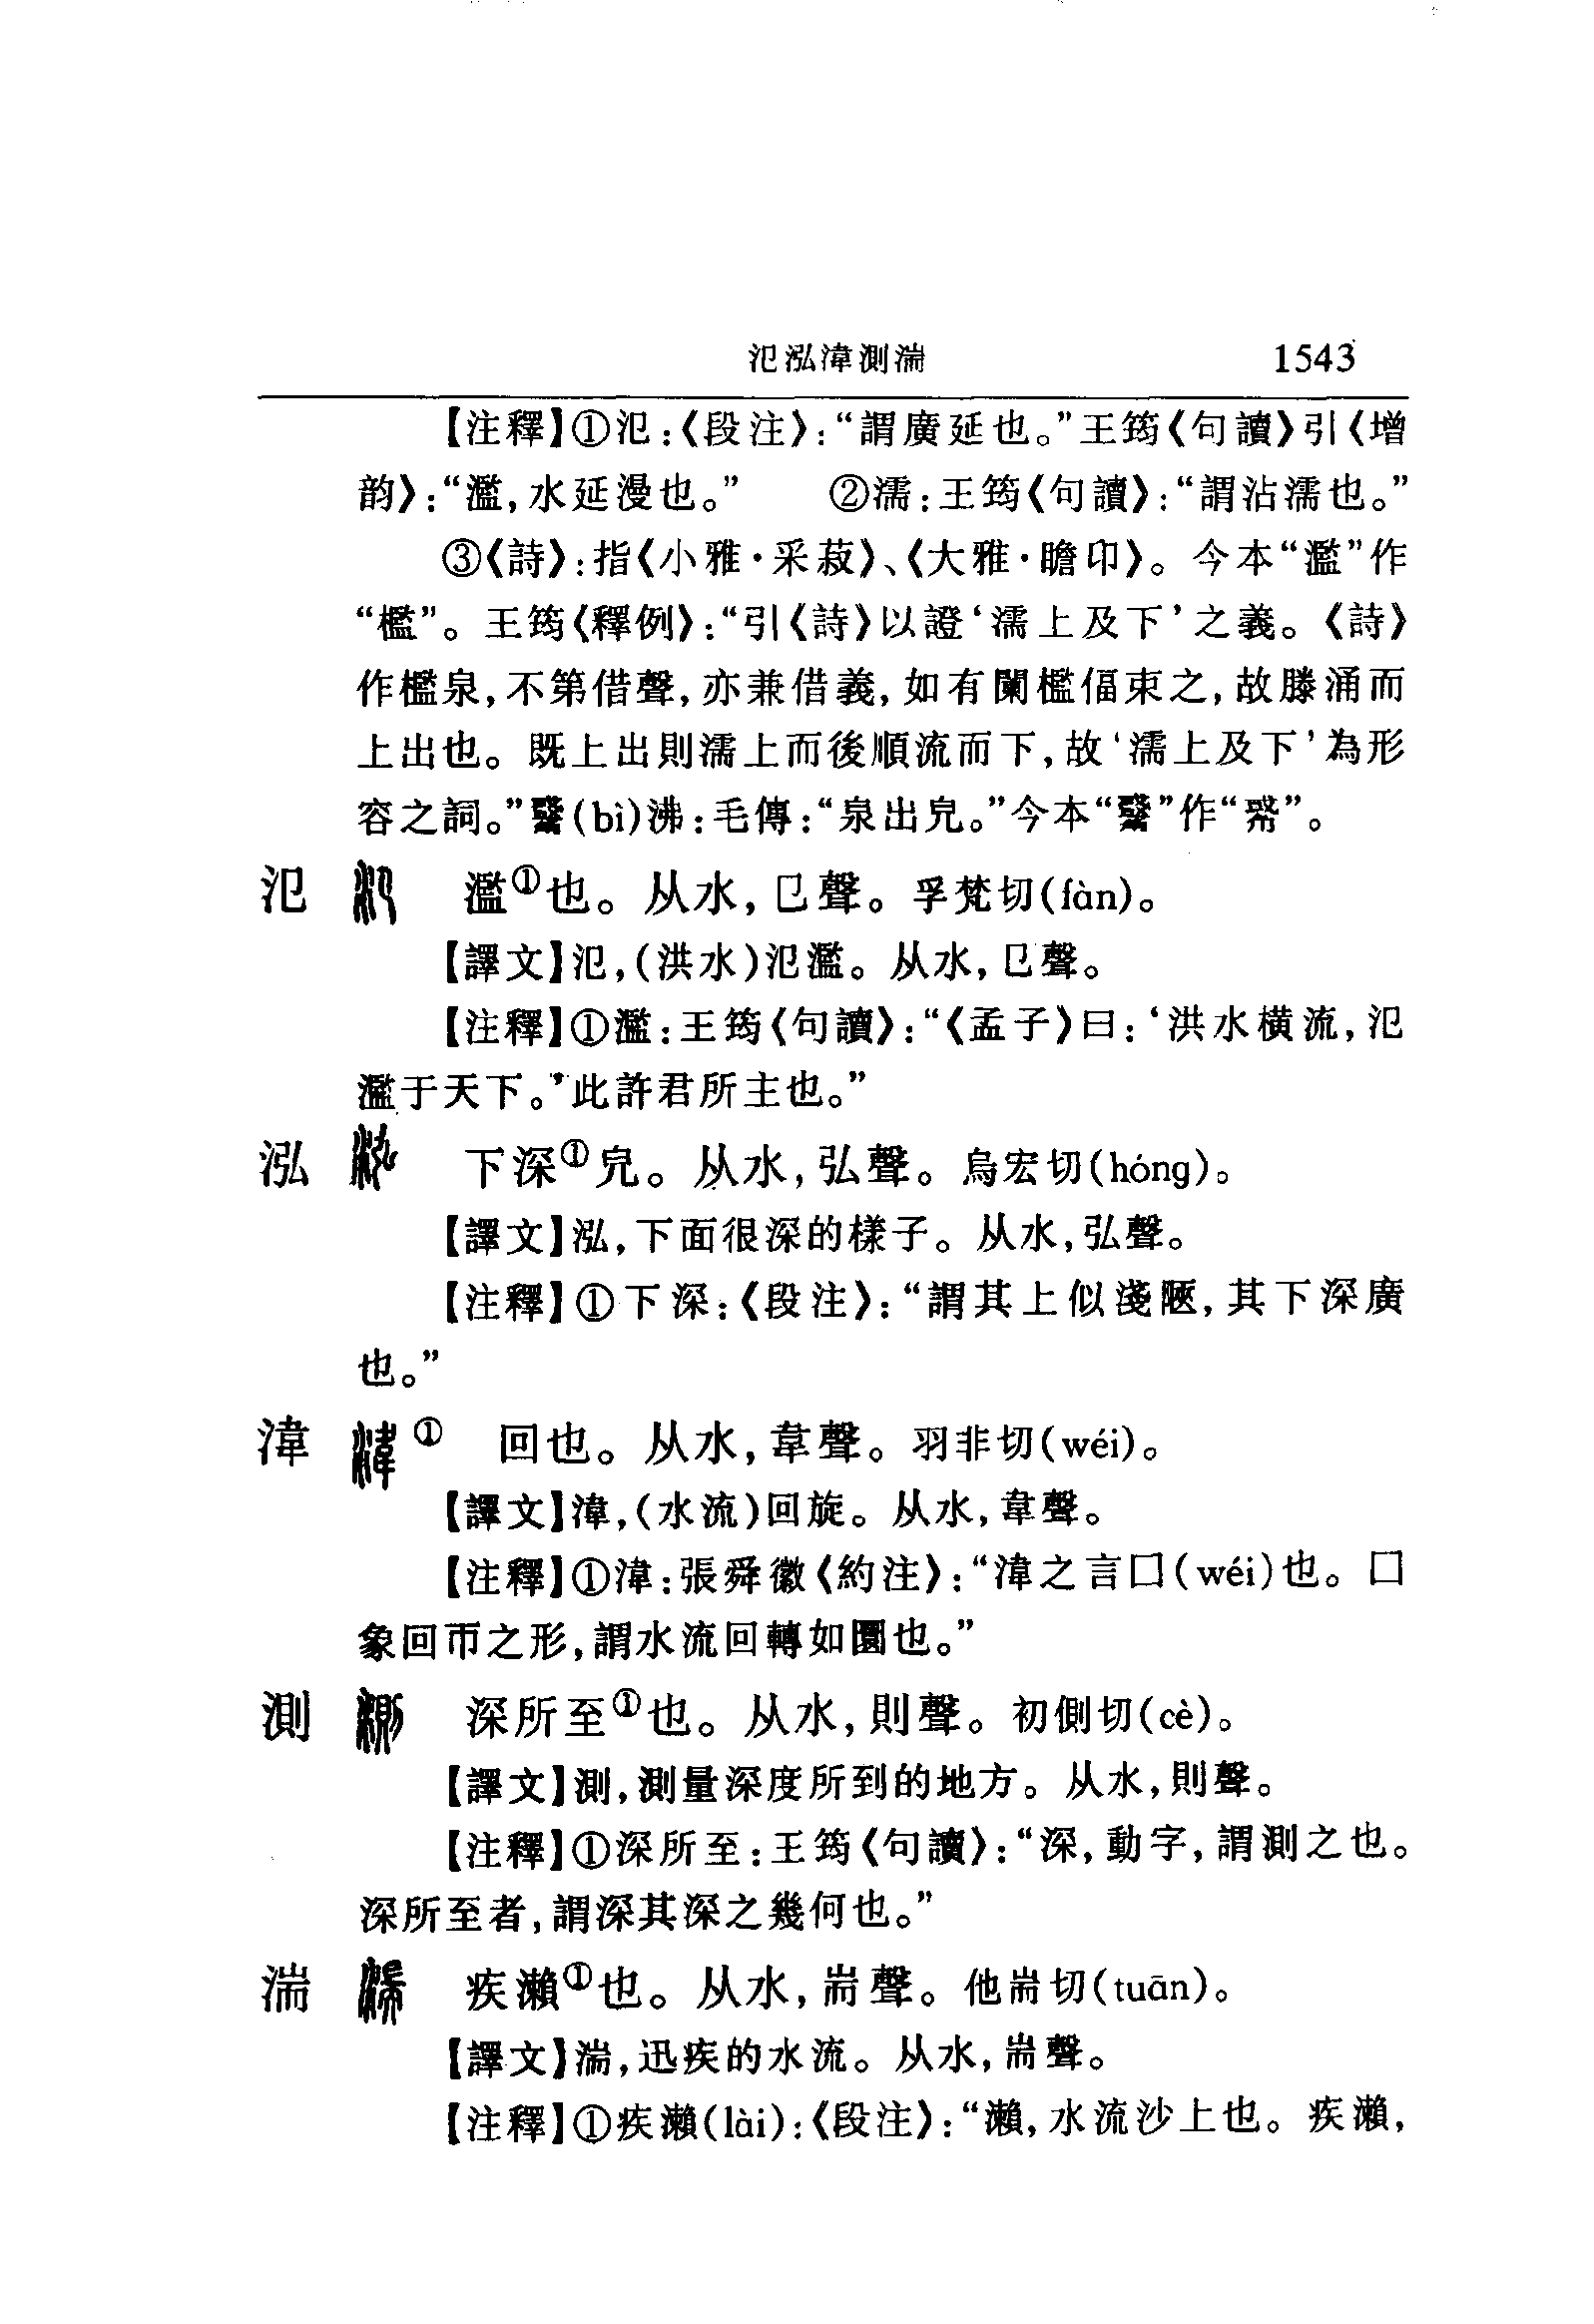 氾泓湋測湍 1543
【注釋】①氾:《段注》:“謂廣延也。”王筠《句讀》引《增
韵》:“濫,水延漫也。” ②濡:王筠《句讀》:“謂沾濡也。”
③《詩》:指《小雅·采菽》、《大雅·瞻卬》。今本“濫”作
“檻”。王筠《釋例》:“引《詩》以證‘濡上及下’之義。《詩》
作檻泉,不第借聲,亦兼借義,如有闌檻偪束之,故滕涌而
上出也。既上出則濡上而後順流而下,故‘濡上及下’為形
容之詞。”(bì)沸:毛傳:“泉出皃。”今本“”作“觱”。
氾 濫①也。从水,㔾聲。孚梵切(fàn)。
【譯文】氾,(洪水)氾濫。从水,㔾聲。
【注釋】①濫:王筠《句讀》:“《孟子》曰:‘洪水横流,氾
濫于天下。’此許君所主也。”
泓 下深①皃。从水,弘聲。烏宏切(hóng)。
【譯文】泓,下面很深的樣子。从水,弘聲。
【注釋】①下深:《段注》:“謂其上似淺陿,其下深廣
也。”
湋 ① 回也。从水,韋聲。羽非切(wéi)。
【譯文】湋,(水流)回旋。从水,韋聲。
【注釋】①湋:張舜徽《約注》:“湋之言囗(wéi)也。囗
象回帀之形,謂水流回轉如圜也。”
測 深所至①也。从水,則聲。初側切(cè)。
【譯文】測,測量深度所到的地方。从水,則聲。
【注釋】①深所至:王筠《句讀》:“深,動字,謂測之也。
深所至者,謂深其深之幾何也。”
湍 疾瀨①也。从水,耑聲。他耑切(tuān)。
【譯文】湍,迅疾的水流。从水,耑聲。
【注釋】①疾瀨(lài):《段注》:“瀨,水流沙上也。疾瀨,